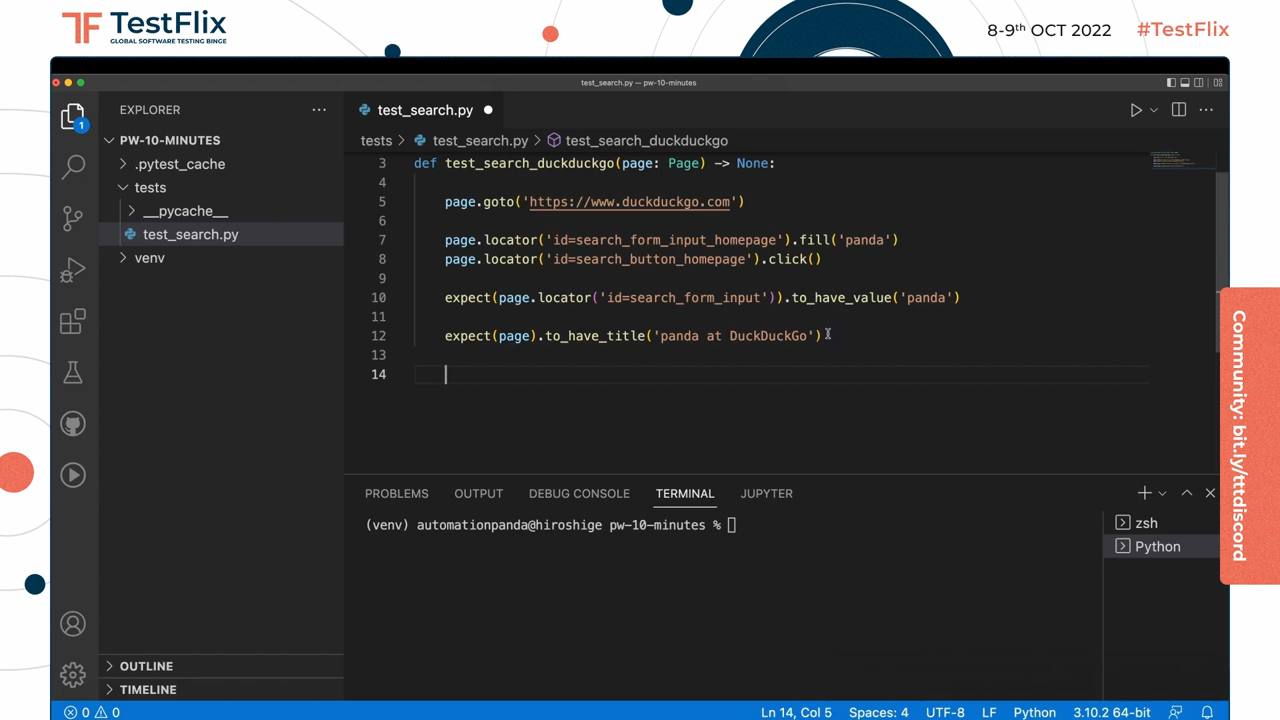 TF TestFlix
GLOBAL SOFTWARE TESTING BINGE
8-9th OCT 2022
#TestFlix
test_search.py — pw-10-minutes
EXPLORER
PW-10-MINUTES
.pytest_cache
tests
__pycache__
test_search.py
venv
OUTLINE
TIMELINE
1
test_search.py
tests > test_search.py > test_search_duckduckgo
3 def test_search_duckduckgo(page: Page) -> None:
4
5 page.goto('https://www.duckduckgo.com')
6
7 page.locator('id=search_form_input_homepage').fill('panda')
8 page.locator('id=search_button_homepage').click()
9
10 expect(page.locator('id=search_form_input')).to_have_value('panda')
11
12 expect(page).to_have_title('panda at DuckDuckGo')
13
14
PROBLEMS OUTPUT DEBUG CONSOLE TERMINAL JUPYTER
(venv) automationpanda@hiroshige pw-10-minutes %
zsh
Python
0 0 Ln 14, Col 5 Spaces: 4 UTF-8 LF Python 3.10.2 64-bit
Community: bit.ly/tttdiscord